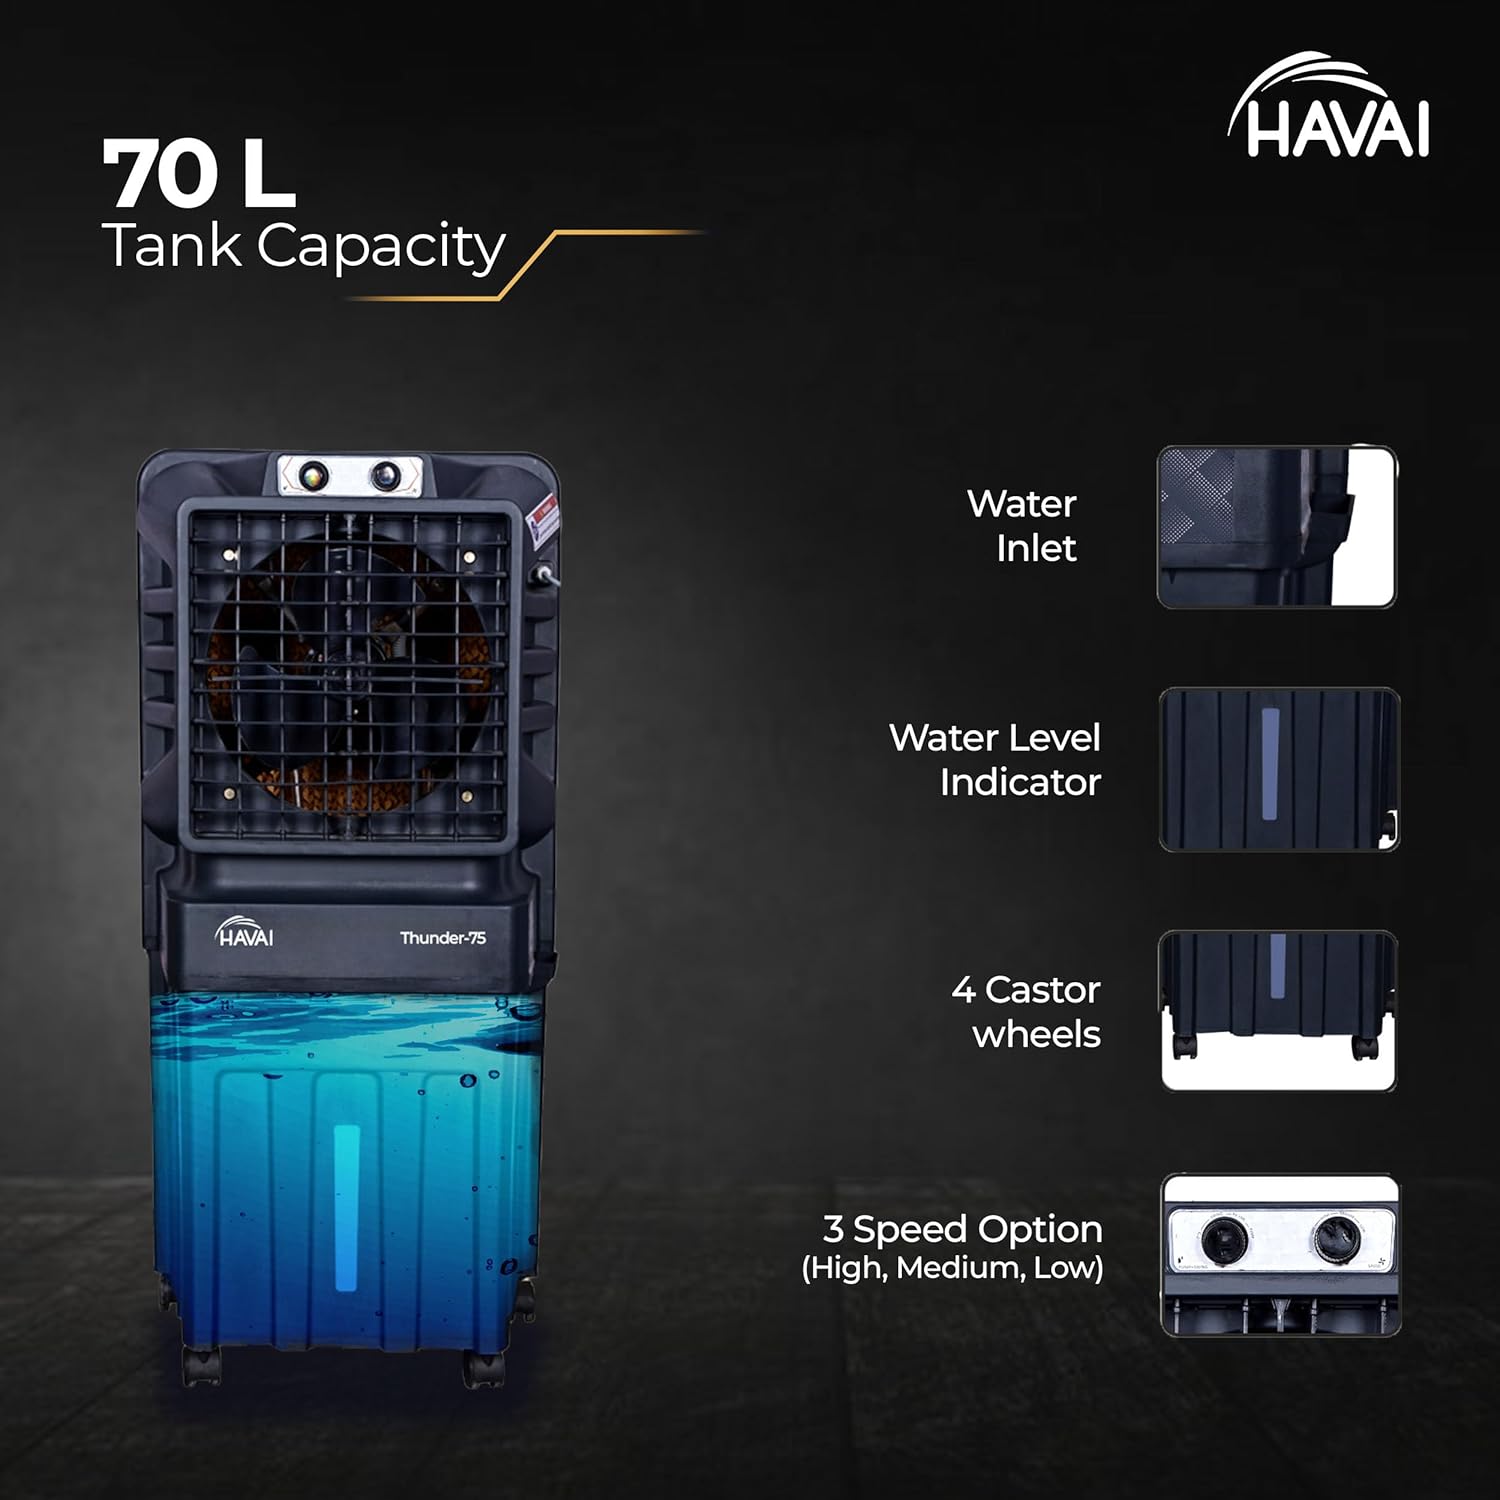 HAVAI
70 L
Tank Capacity
Water
Inlet
Water Level
Indicator
HAVAI
Thunder-75
4 Castor
wheels
3 Speed Option
(High, Medium, Low)